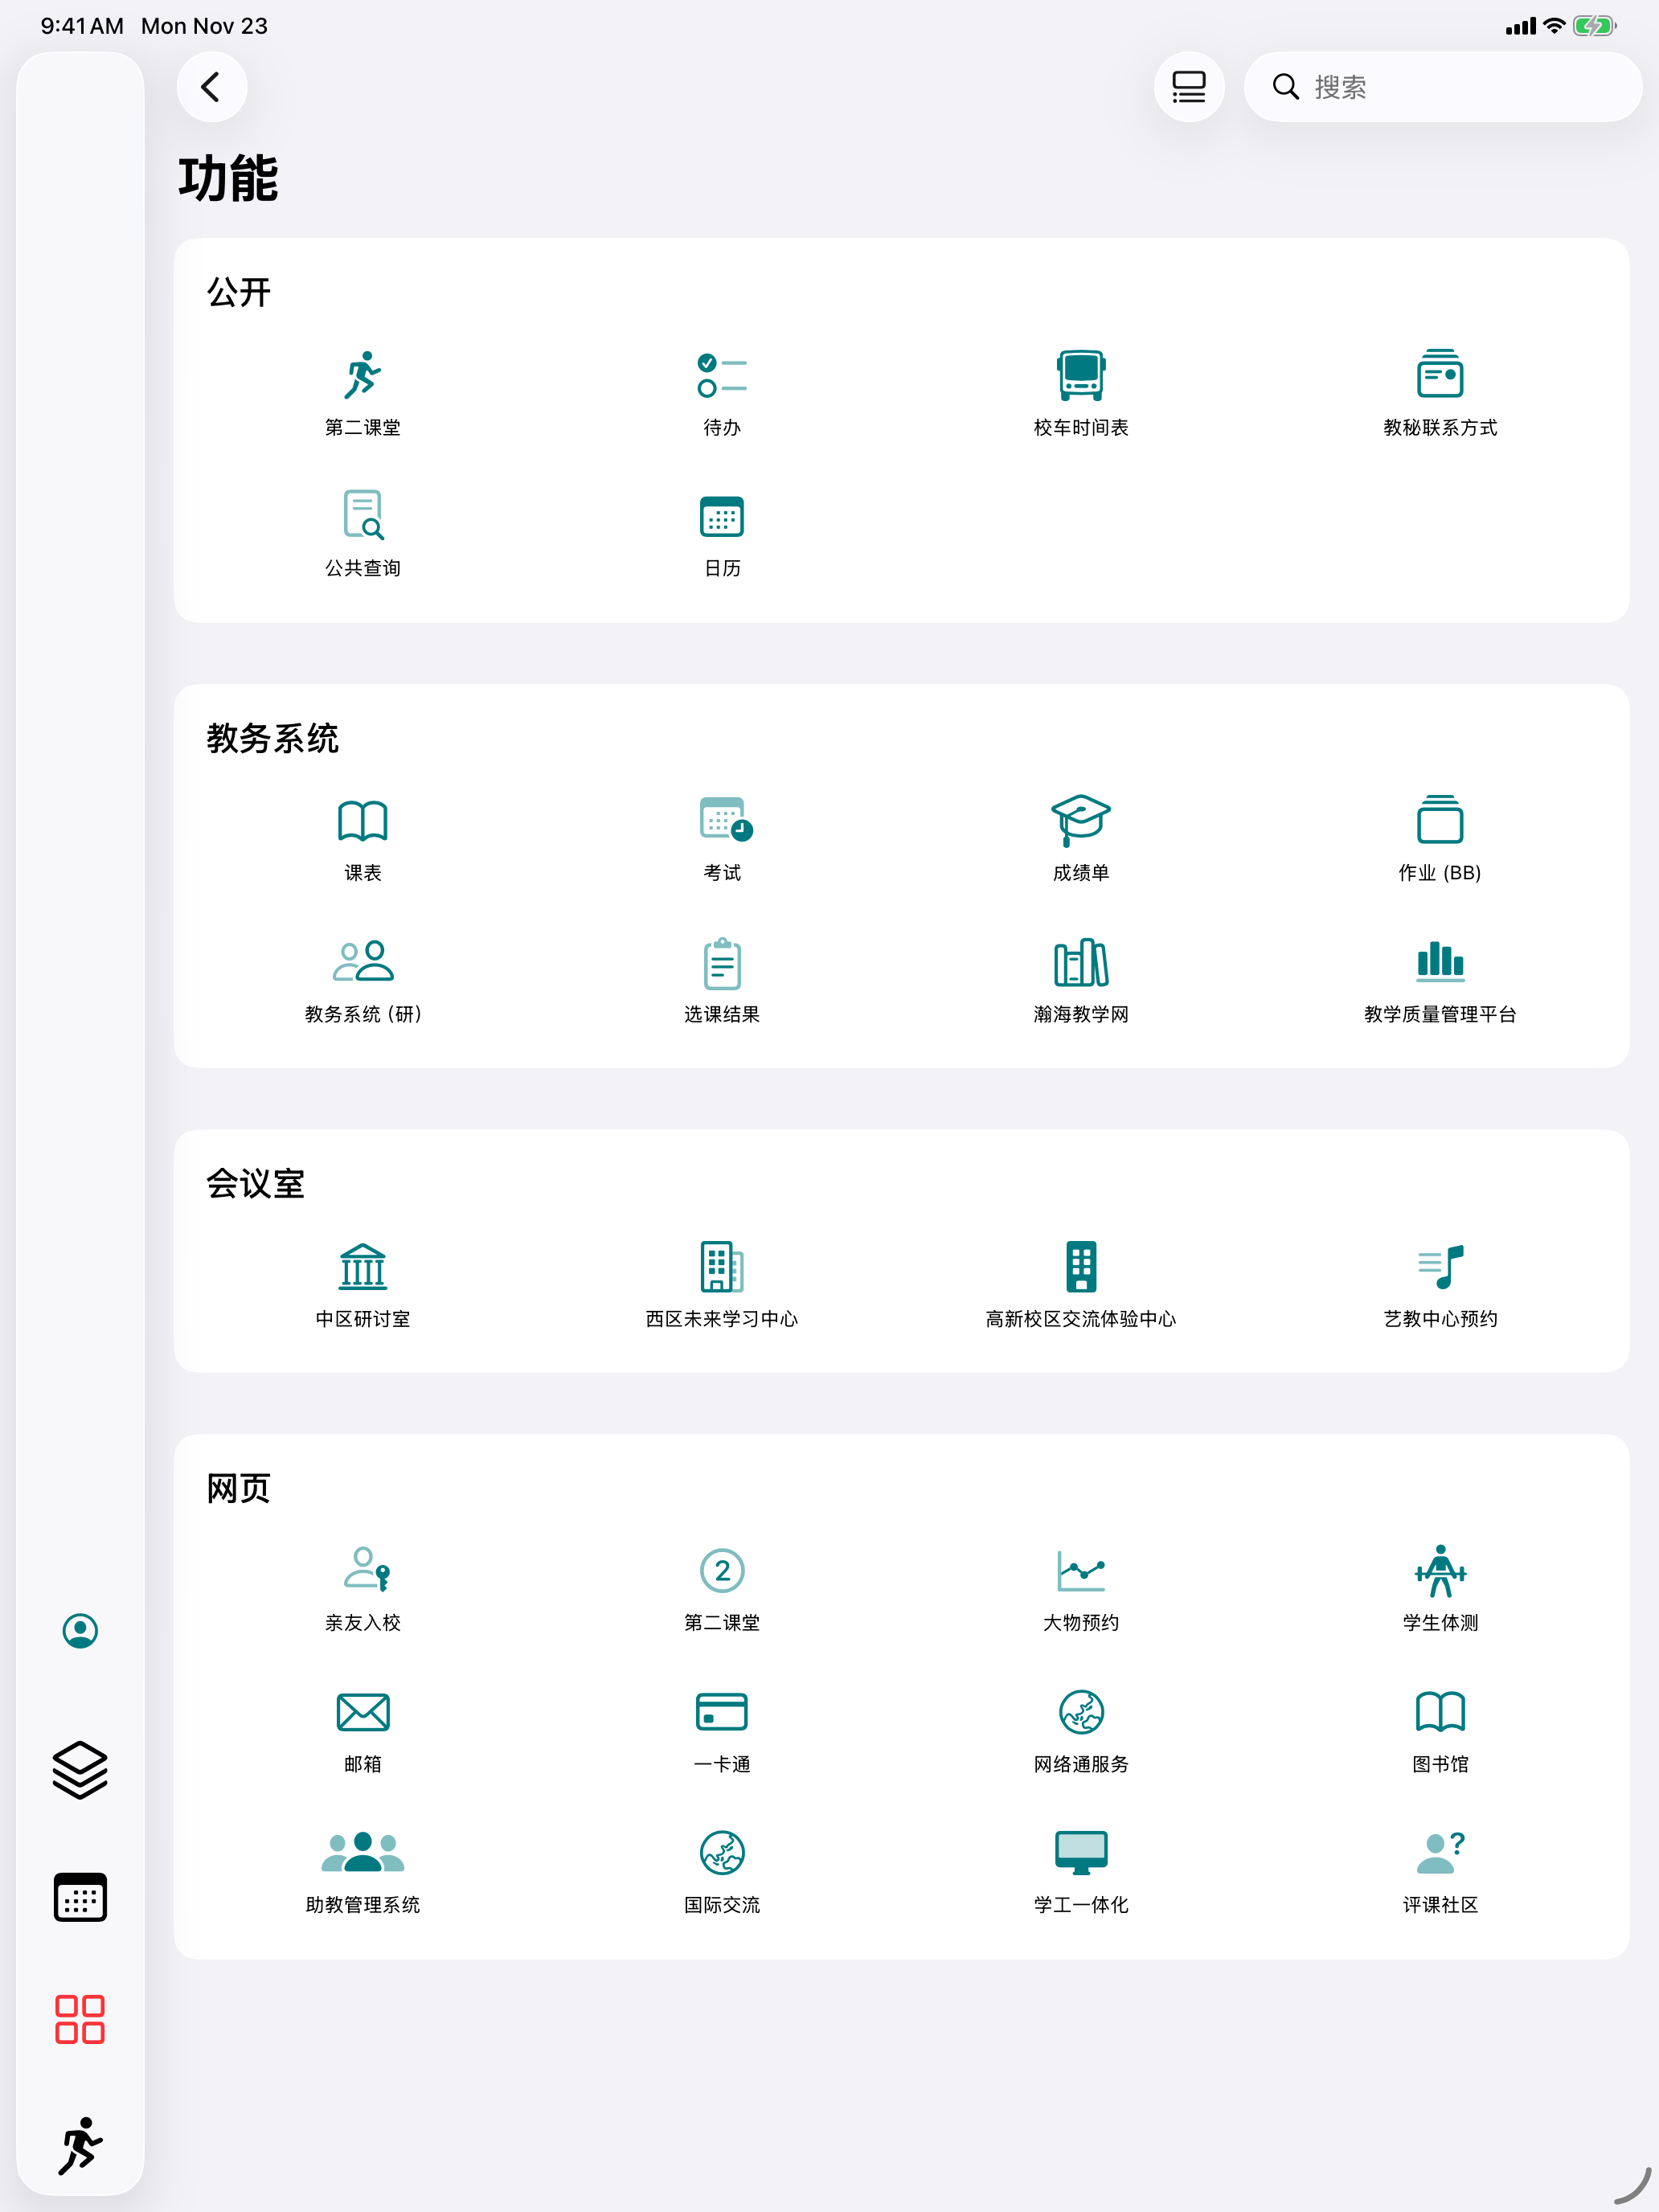 9:41 AM Mon Nov 23
搜索
功能
公开
第二课堂
待办
校车时间表
教秘联系方式
公共查询
日历
教务系统
课表
考试
成绩单
作业 (BB)
教务系统 (研)
选课结果
瀚海教学网
教学质量管理平台
会议室
中区研讨室
西区未来学习中心
高新校区交流体验中心
艺教中心预约
网页
亲友入校
2
第二课堂
大物预约
学生体测
邮箱
一卡通
网络通服务
图书馆
助教管理系统
国际交流
学工一体化
?
评课社区